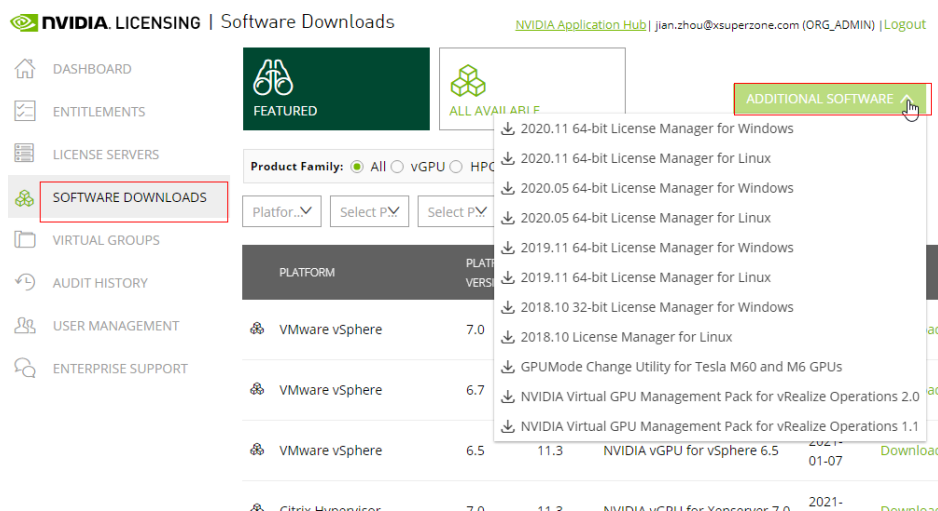 NVIDIA. LICENSING | Software Downloads
NVIDIA Application Hub | jian.zhou@xsuperzone.com (ORG_ADMIN) | Logout
DASHBOARD
ENTITLEMENTS
LICENSE SERVERS
SOFTWARE DOWNLOADS
VIRTUAL GROUPS
AUDIT HISTORY
USER MANAGEMENT
ENTERPRISE SUPPORT
FEATURED
ALL AVAILABLE
ADDITIONAL SOFTWARE
2020.11 64-bit License Manager for Windows
2020.11 64-bit License Manager for Linux
2020.05 64-bit License Manager for Windows
2020.05 64-bit License Manager for Linux
2019.11 64-bit License Manager for Windows
2019.11 64-bit License Manager for Linux
2018.10 32-bit License Manager for Windows
2018.10 License Manager for Linux
GPUMode Change Utility for Tesla M60 and M6 GPUs
NVIDIA Virtual GPU Management Pack for vRealize Operations 2.0
NVIDIA Virtual GPU Management Pack for vRealize Operations 1.1
Product Family: All vGPU HPC
Platfor... Select P... Select P...
PLATFORM
VMware vSphere 7.0
VMware vSphere 6.7
VMware vSphere 6.5 11.3 NVIDIA vGPU for vSphere 6.5 2021-01-07 Download
Citrix Hypervisor 7.0 11.3 NVIDIA vGPU for Xenserver 7.0 2021- Download